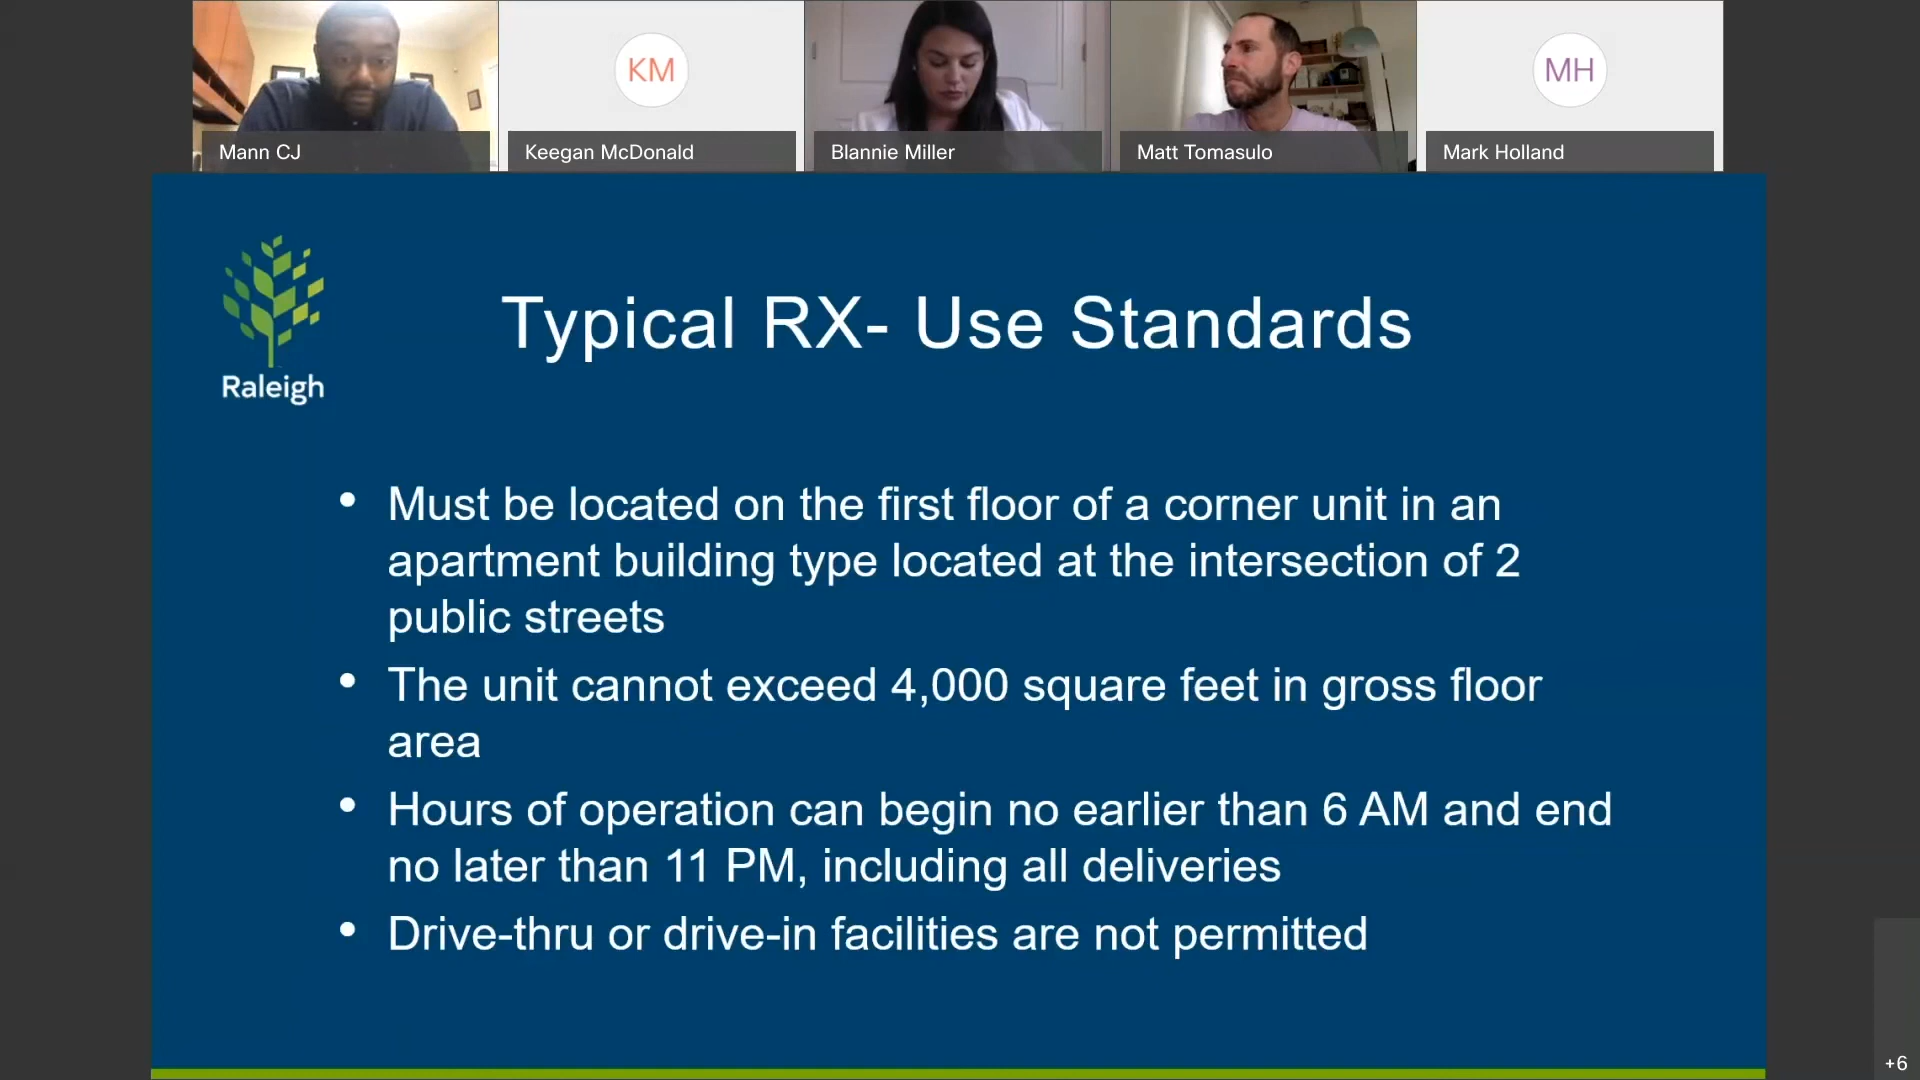 KM
MH
Mann CJ
Keegan McDonald
Blannie Miller
Matt Tomasulo
Mark Holland
Raleigh
Typical RX- Use Standards
• Must be located on the first floor of a corner unit in an
apartment building type located at the intersection of 2
public streets
• The unit cannot exceed 4,000 square feet in gross floor
area
• Hours of operation can begin no earlier than 6 AM and end
no later than 11 PM, including all deliveries
• Drive-thru or drive-in facilities are not permitted
+6